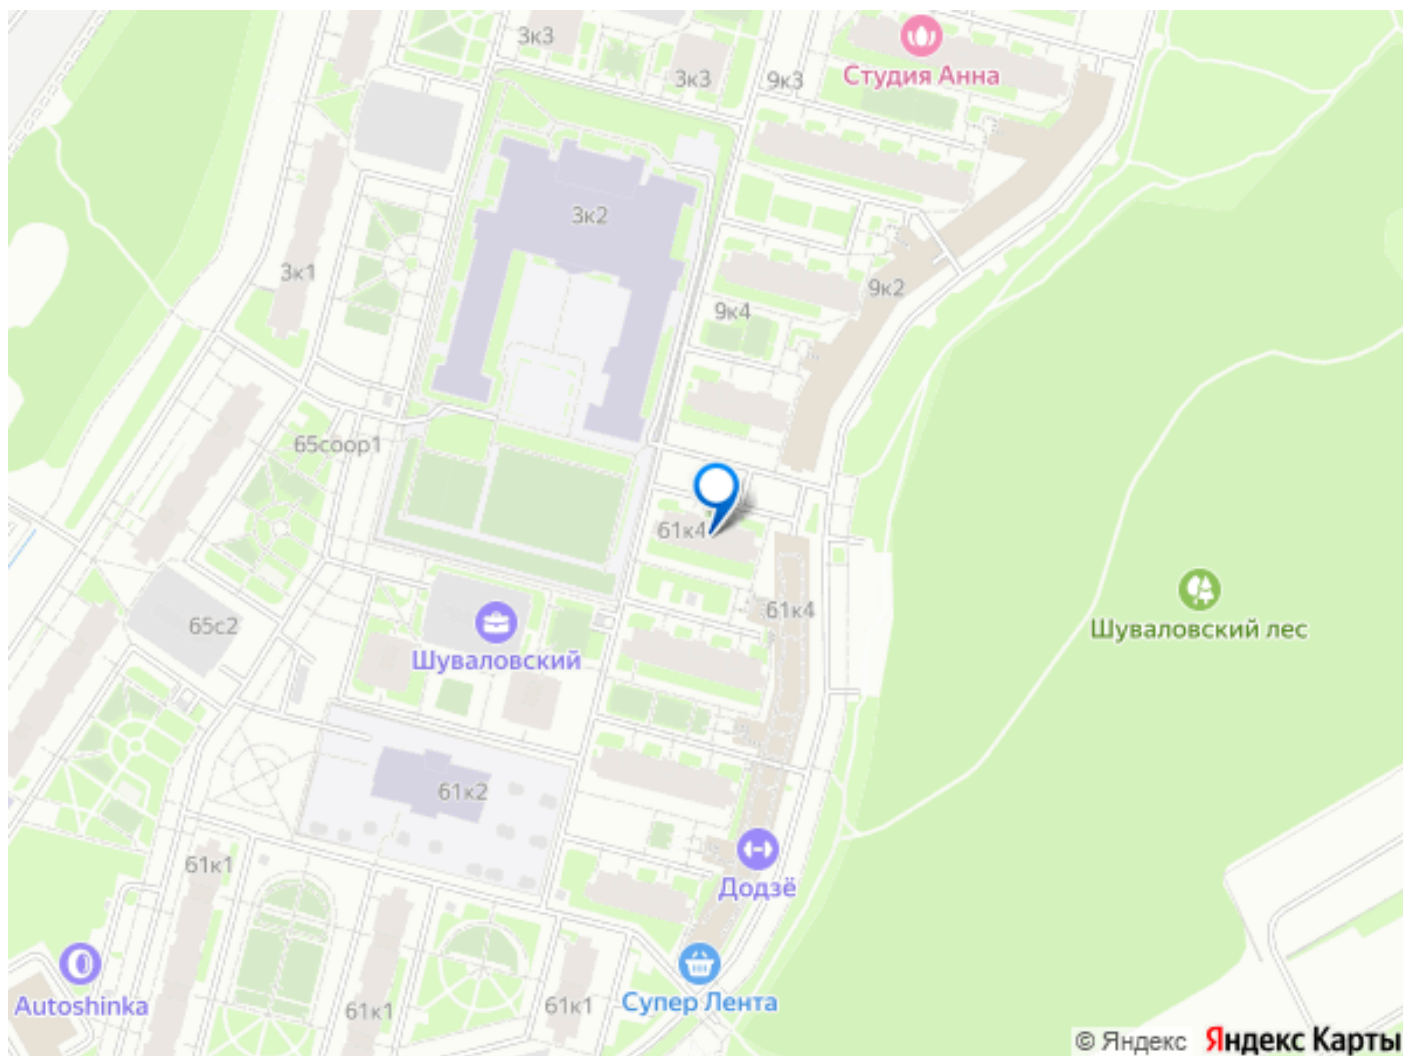 3к3
Студия Анна
3к3
9к3
3к2
3к1
9к2
9к4
65соор1
61к4
61к4
65с2
Шуваловский
Шуваловский лес
61к2
61к1
Додзё
Autoshinka
61к1
61к1
Супер Лента
© Яндекс Яндекс Карты